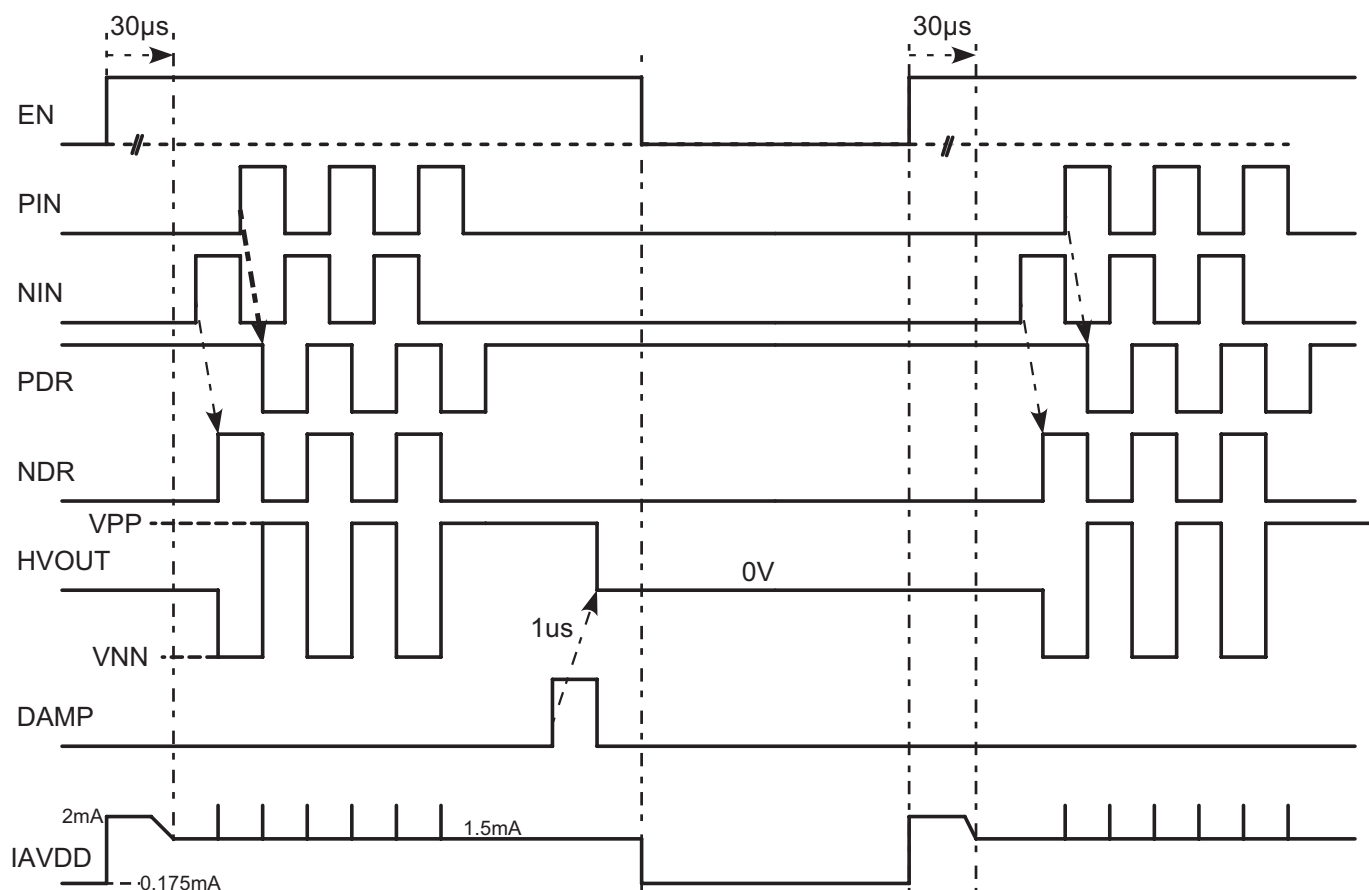 30µs
30µs
EN
PIN
NIN
PDR
NDR
VPP
HVOUT
0V
1us
VNN
DAMP
2mA
1.5mA
IAVDD
0.175mA